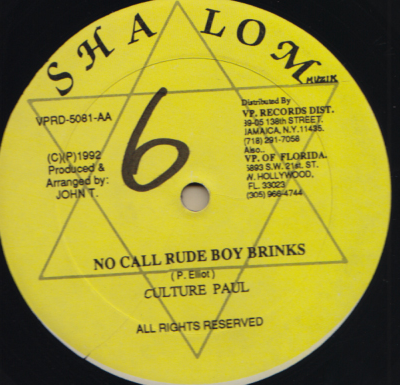 SHALOM
MUZIK
6
VPRD-5081-AA
(C)(P)1992
Produced &
Arranged by:
JOHN T.
Distributed By
VP. RECORDS DIST.
89-05 138th STREET.
JAMAICA, N.Y. 11435.
(718) 291-7058
Also..
VP. OF FLORIDA.
5893 S.W. 21st. ST.
W. HOLLYWOOD,
FL 33023
(305) 966-4744
NO CALL RUDE BOY BRINKS
( P. Elliot )
CULTURE PAUL
ALL RIGHTS RESERVED